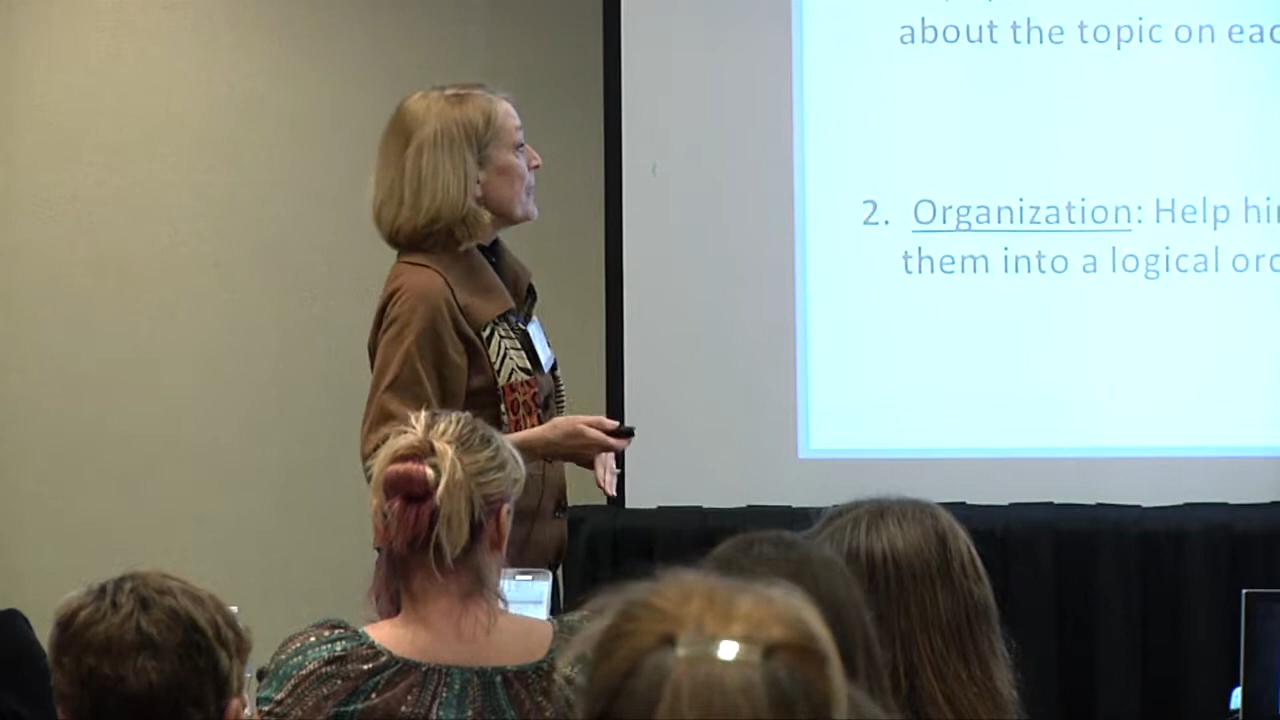 about the topic on eac
2. Organization: Help hi
them into a logical orc